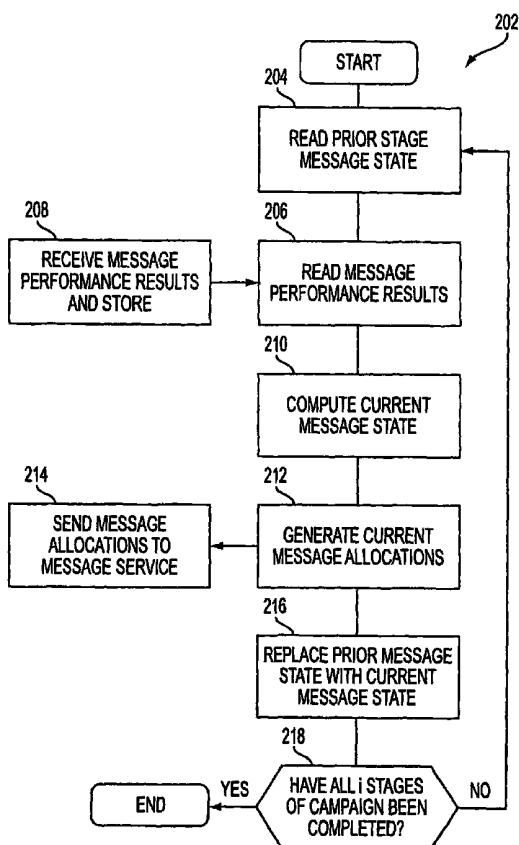 202
START
204
READ PRIOR STAGE
MESSAGE STATE
208
RECEIVE MESSAGE
PERFORMANCE RESULTS
AND STORE
206
READ MESSAGE
PERFORMANCE RESULTS
210
COMPUTE CURRENT
MESSAGE STATE
214
SEND MESSAGE
ALLOCATIONS TO
MESSAGE SERVICE
212
GENERATE CURRENT
MESSAGE ALLOCATIONS
216
REPLACE PRIOR MESSAGE
STATE WITH CURRENT
MESSAGE STATE
218
HAVE ALL i STAGES
OF CAMPAIGN BEEN
COMPLETED?
YES
NO
END